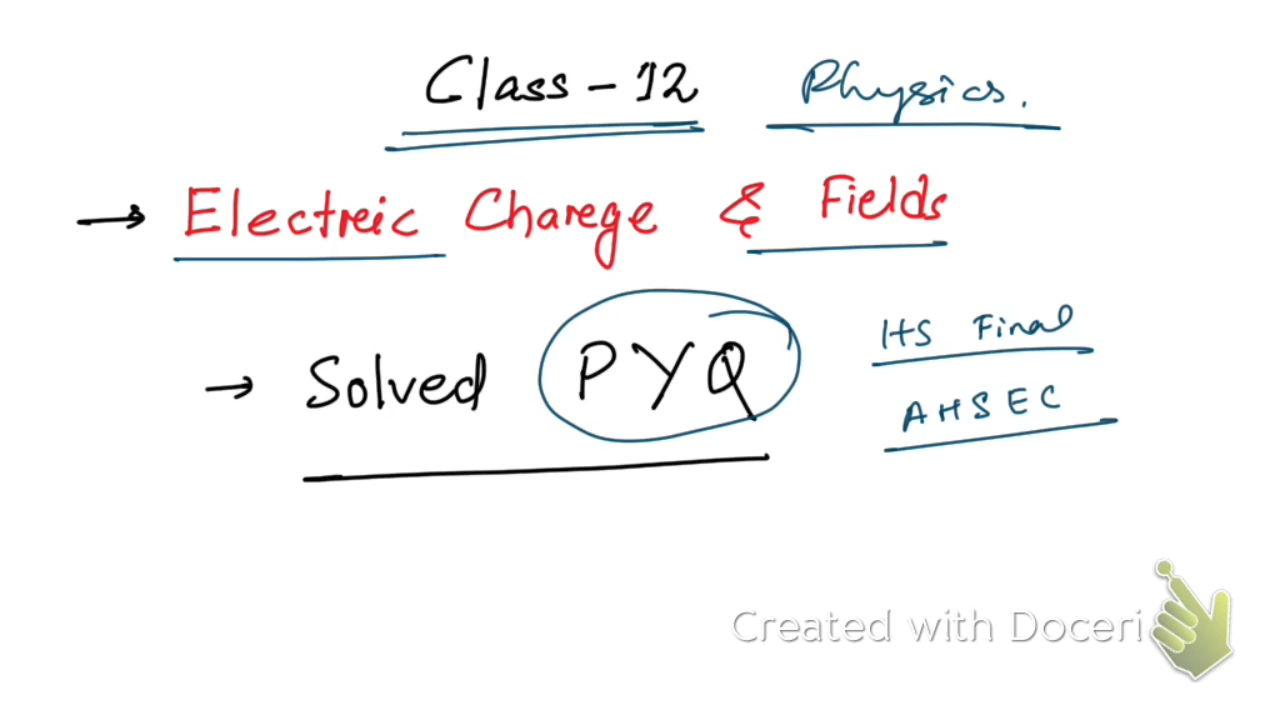 Class - 12 Physics.
→ Electreic Charege & Fields
→ Solved PYQ
HS Final
AHSEC
Created with Doceri